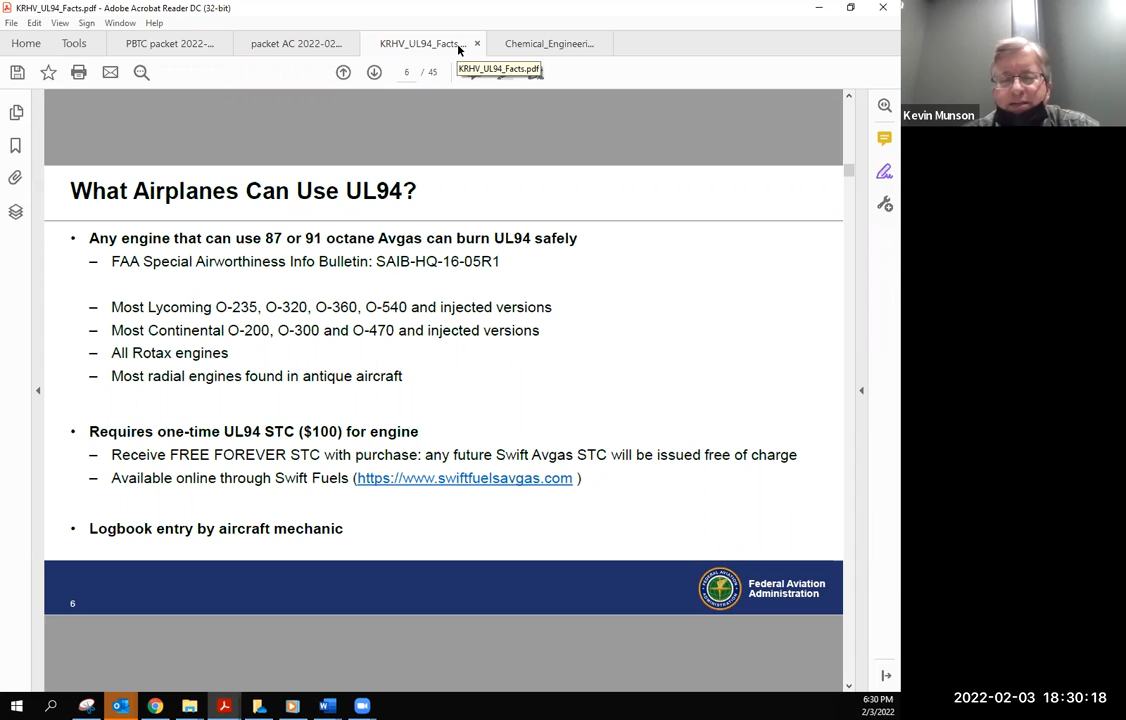 KRHV_UL94_Facts.pdf - Adobe Acrobat Reader DC (32-bit)
File Edit View Sign Window Help
Home Tools PBTC packet 2022-... packet AC 2022-02... KRHV_UL94_Facts... Chemical_Engineeri...
6 / 45
KRHV_UL94_Facts.pdf
Kevin Munson
What Airplanes Can Use UL94?
• Any engine that can use 87 or 91 octane Avgas can burn UL94 safely
– FAA Special Airworthiness Info Bulletin: SAIB-HQ-16-05R1
– Most Lycoming O-235, O-320, O-360, O-540 and injected versions
– Most Continental O-200, O-300 and O-470 and injected versions
– All Rotax engines
– Most radial engines found in antique aircraft
• Requires one-time UL94 STC ($100) for engine
– Receive FREE FOREVER STC with purchase: any future Swift Avgas STC will be issued free of charge
– Available online through Swift Fuels (https://www.swiftfuelsavgas.com )
• Logbook entry by aircraft mechanic
6
Federal Aviation
Administration
6:30 PM
2/3/2022
2022-02-03 18:30:18